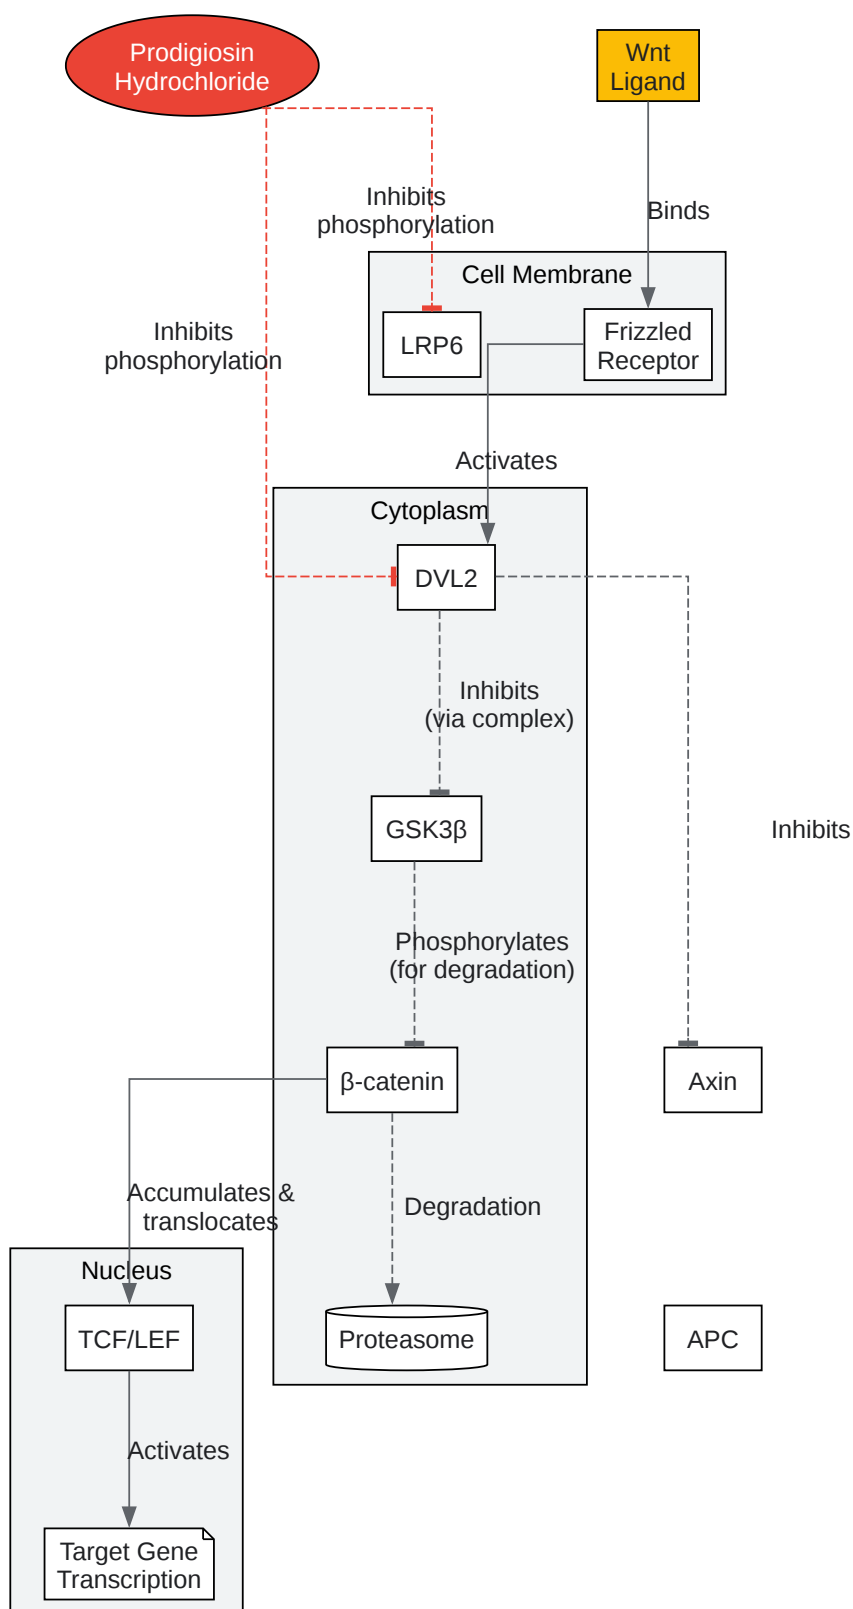 Prodigiosin
Hydrochloride
Wnt
Ligand
Inhibits
phosphorylation
Binds
Cell Membrane
LRP6
Frizzled
Receptor
Inhibits
phosphorylation
Activates
Cytoplasm
DVL2
Inhibits
(via complex)
GSK3β
Inhibits
Phosphorylates
(for degradation)
β-catenin
Axin
Accumulates &
translocates
Degradation
Nucleus
TCF/LEF
Proteasome
APC
Activates
Target Gene
Transcription